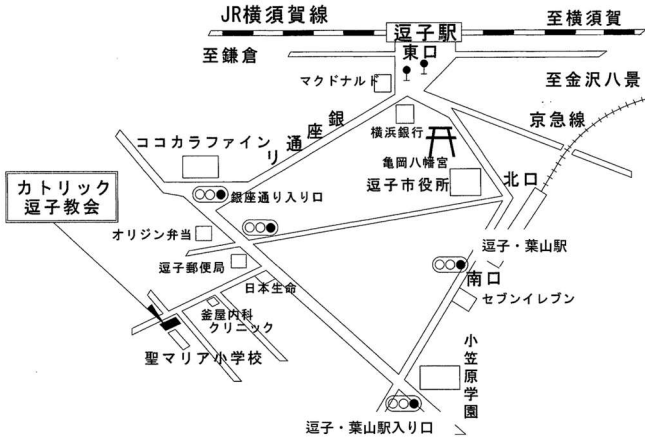 JR横須賀線
逗子駅
至横須賀
東口
至鎌倉
マクドナルド
至金沢八景
京急線
銀座通り
横浜銀行
ココカラファイン
亀岡八幡宮
逗子市役所
北口
カトリック
逗子教会
銀座通り入り口
オリジン弁当
逗子・葉山駅
逗子郵便局
南口
日本生命
セブンイレブン
釜屋内科
クリニック
聖マリア小学校
小笠原学園
逗子・葉山駅入り口